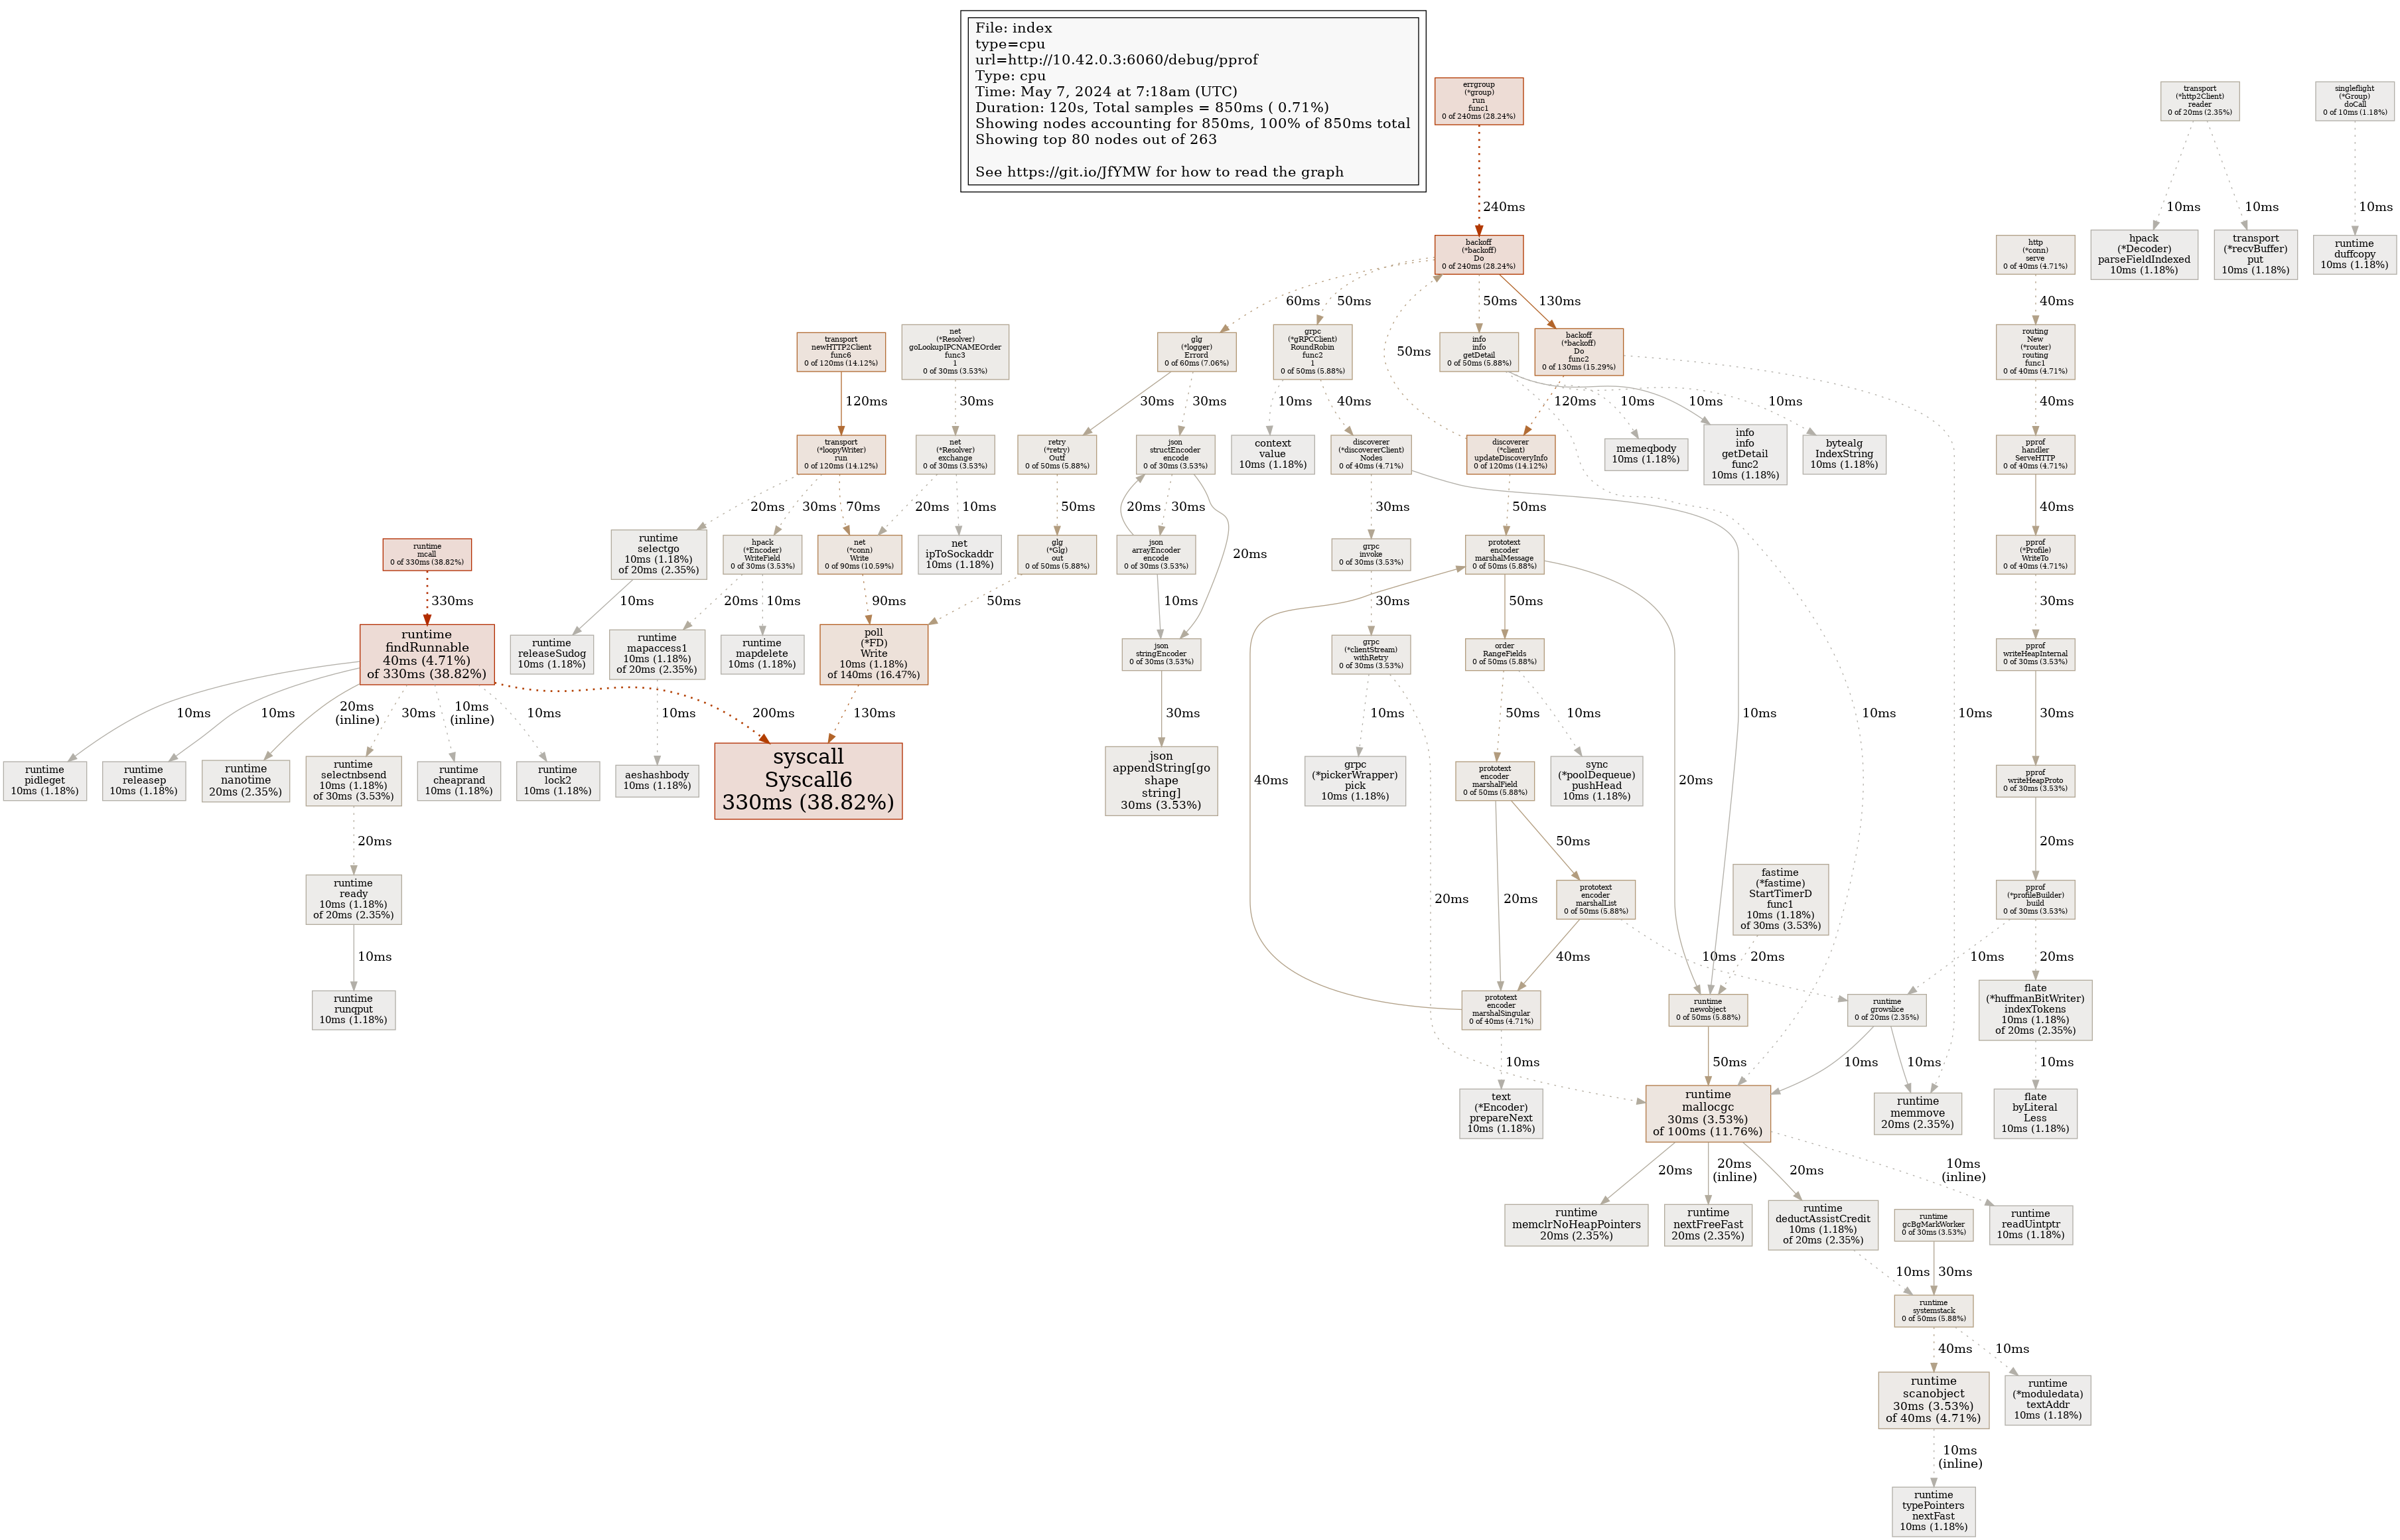 File: index
type=cpu
url=http://10.42.0.3:6060/debug/pprof
Type: cpu
Time: May 7, 2024 at 7:18am (UTC)
Duration: 120s, Total samples = 850ms ( 0.71%)
Showing nodes accounting for 850ms, 100% of 850ms total
Showing top 80 nodes out of 263
See https://git.io/JfYMW for how to read the graph
errgroup
(*group)
run
func1
0 of 240ms (28.24%)
transport
(*http2Client)
reader
0 of 20ms (2.35%)
singleflight
(*Group)
doCall
0 of 10ms (1.18%)
240ms
10ms
10ms
10ms
backoff
(*backoff)
Do
0 of 240ms (28.24%)
http
(*conn)
serve
0 of 40ms (4.71%)
hpack
(*Decoder)
parseFieldIndexed
10ms (1.18%)
transport
(*recvBuffer)
put
10ms (1.18%)
runtime
duffcopy
10ms (1.18%)
60ms
50ms
50ms
130ms
40ms
transport
newHTTP2Client
func6
0 of 120ms (14.12%)
net
(*Resolver)
goLookupIPCNAMEOrder
func3
1
0 of 30ms (3.53%)
glg
(*logger)
Errord
0 of 60ms (7.06%)
grpc
(*gRPCClient)
RoundRobin
func2
1
0 of 50ms (5.88%)
50ms
info
info
getDetail
0 of 50ms (5.88%)
backoff
(*backoff)
Do
func2
0 of 130ms (15.29%)
routing
New
(*router)
routing
func1
0 of 40ms (4.71%)
120ms
30ms
30ms
30ms
10ms
40ms
120ms
10ms
10ms
10ms
40ms
transport
(*loopyWriter)
run
0 of 120ms (14.12%)
net
(*Resolver)
exchange
0 of 30ms (3.53%)
retry
(*retry)
Outf
0 of 50ms (5.88%)
json
structEncoder
encode
0 of 30ms (3.53%)
context
value
10ms (1.18%)
discoverer
(*discovererClient)
Nodes
0 of 40ms (4.71%)
discoverer
(*client)
updateDiscoveryInfo
0 of 120ms (14.12%)
memeqbody
10ms (1.18%)
info
info
getDetail
func2
10ms (1.18%)
bytealg
IndexString
10ms (1.18%)
pprof
handler
ServeHTTP
0 of 40ms (4.71%)
20ms
30ms
70ms
20ms
10ms
50ms
20ms
30ms
20ms
30ms
50ms
40ms
runtime
mcall
0 of 330ms (38.82%)
runtime
selectgo
10ms (1.18%)
of 20ms (2.35%)
hpack
(*Encoder)
WriteField
0 of 30ms (3.53%)
net
(*conn)
Write
0 of 90ms (10.59%)
net
ipToSockaddr
10ms (1.18%)
glg
(*Glg)
out
0 of 50ms (5.88%)
json
arrayEncoder
encode
0 of 30ms (3.53%)
grpc
invoke
0 of 30ms (3.53%)
prototext
encoder
marshalMessage
0 of 50ms (5.88%)
pprof
(*Profile)
WriteTo
0 of 40ms (4.71%)
330ms
10ms
20ms
10ms
90ms
50ms
10ms
30ms
50ms
30ms
runtime
findRunnable
40ms (4.71%)
of 330ms (38.82%)
runtime
releaseSudog
10ms (1.18%)
runtime
mapaccess1
10ms (1.18%)
of 20ms (2.35%)
runtime
mapdelete
10ms (1.18%)
poll
(*FD)
Write
10ms (1.18%)
of 140ms (16.47%)
json
stringEncoder
0 of 30ms (3.53%)
grpc
(*clientStream)
withRetry
0 of 30ms (3.53%)
order
RangeFields
0 of 50ms (5.88%)
pprof
writeHeapInternal
0 of 30ms (3.53%)
10ms
10ms
20ms
(inline)
30ms
10ms
(inline)
10ms
10ms
200ms
130ms
30ms
10ms
50ms
10ms
10ms
10ms
10ms
30ms
runtime
pidleget
10ms (1.18%)
runtime
releasep
10ms (1.18%)
runtime
nanotime
20ms (2.35%)
runtime
selectnbsend
10ms (1.18%)
of 30ms (3.53%)
runtime
cheaprand
10ms (1.18%)
runtime
lock2
10ms (1.18%)
aeshashbody
10ms (1.18%)
syscall
Syscall6
330ms (38.82%)
json
appendString[go
shape
string]
30ms (3.53%)
40ms
grpc
(*pickerWrapper)
pick
10ms (1.18%)
prototext
encoder
marshalField
0 of 50ms (5.88%)
sync
(*poolDequeue)
pushHead
10ms (1.18%)
20ms
pprof
writeHeapProto
0 of 30ms (3.53%)
20ms
50ms
20ms
runtime
ready
10ms (1.18%)
of 20ms (2.35%)
20ms
20ms
prototext
encoder
marshalList
0 of 50ms (5.88%)
fastime
(*fastime)
StartTimerD
func1
10ms (1.18%)
of 30ms (3.53%)
pprof
(*profileBuilder)
build
0 of 30ms (3.53%)
10ms
40ms
10ms
20ms
10ms
20ms
runtime
runqput
10ms (1.18%)
prototext
encoder
marshalSingular
0 of 40ms (4.71%)
runtime
newobject
0 of 50ms (5.88%)
runtime
growslice
0 of 20ms (2.35%)
flate
(*huffmanBitWriter)
indexTokens
10ms (1.18%)
of 20ms (2.35%)
10ms
50ms
10ms
10ms
10ms
text
(*Encoder)
prepareNext
10ms (1.18%)
runtime
mallocgc
30ms (3.53%)
of 100ms (11.76%)
runtime
memmove
20ms (2.35%)
flate
byLiteral
Less
10ms (1.18%)
20ms
20ms
(inline)
20ms
10ms
(inline)
runtime
memclrNoHeapPointers
20ms (2.35%)
runtime
nextFreeFast
20ms (2.35%)
runtime
deductAssistCredit
10ms (1.18%)
of 20ms (2.35%)
runtime
gcBgMarkWorker
0 of 30ms (3.53%)
runtime
readUintptr
10ms (1.18%)
10ms
30ms
runtime
systemstack
0 of 50ms (5.88%)
40ms
10ms
runtime
scanobject
30ms (3.53%)
of 40ms (4.71%)
runtime
(*moduledata)
textAddr
10ms (1.18%)
10ms
(inline)
runtime
typePointers
nextFast
10ms (1.18%)